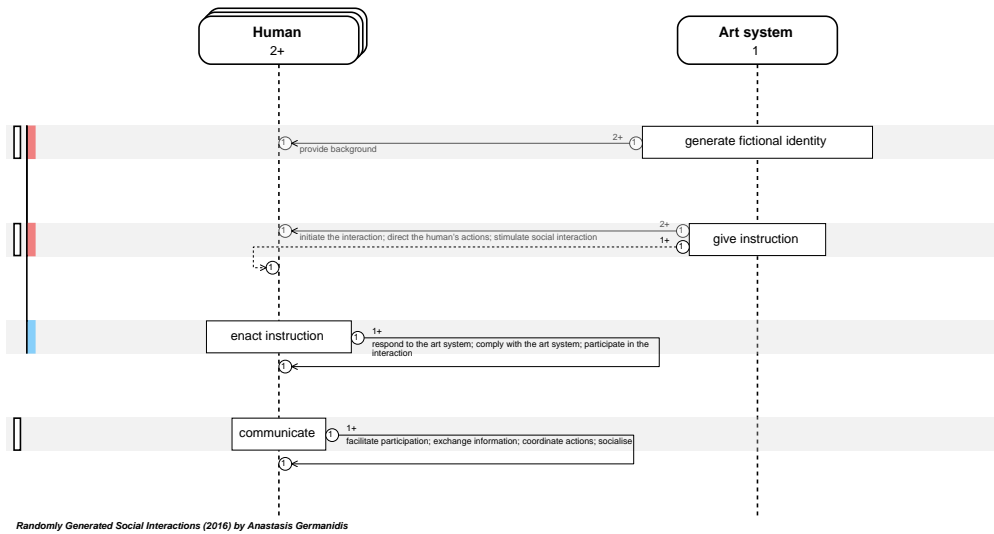 Human
2+
Art system
1
2+
1
1
generate fictional identity
provide background
2+
1
1
give instruction
initiate the interaction; direct the human's actions; stimulate social interaction
1+
1
1
enact instruction
1+
1
respond to the art system; comply with the art system; participate in the
interaction
1
communicate
1+
1
facilitate participation; exchange information; coordinate actions; socialise
1
Randomly Generated Social Interactions (2016) by Anastasis Germanidis